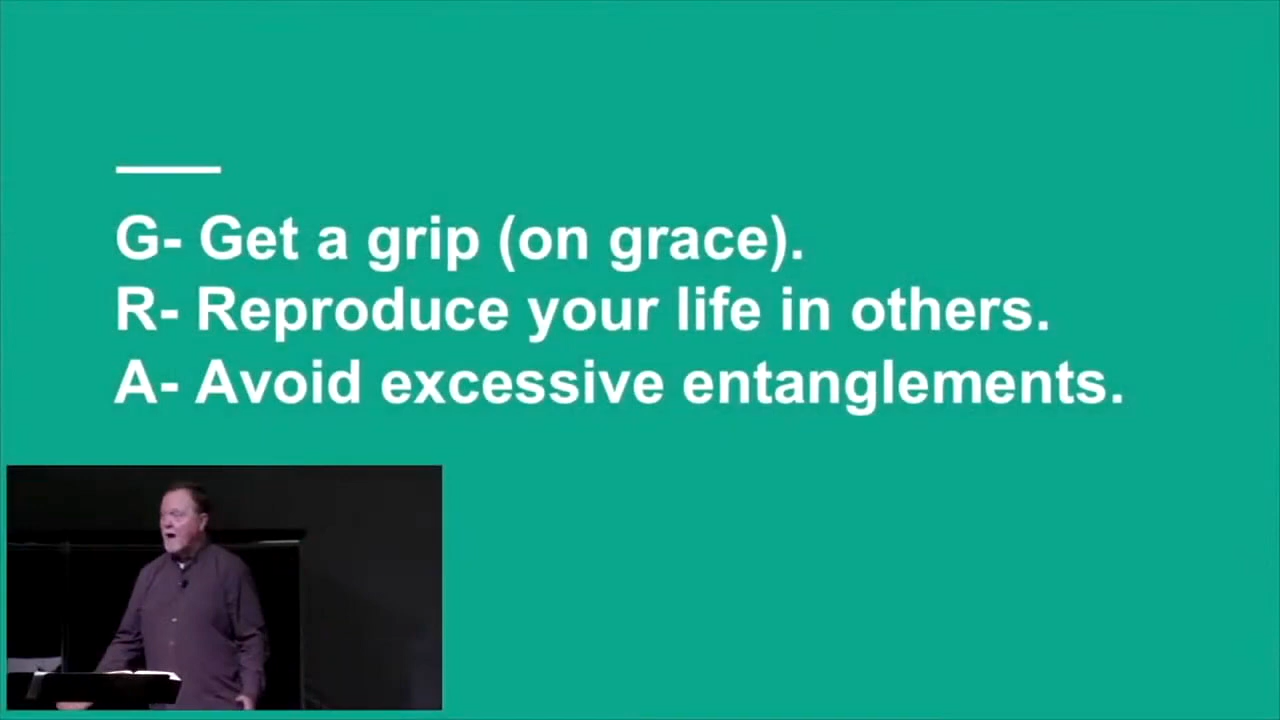 G- Get a grip (on grace).
R- Reproduce your life in others.
A- Avoid excessive entanglements.